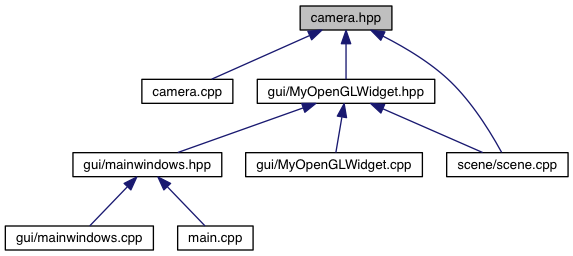 camera.hpp
camera.cpp
gui/MyOpenGLWidget.hpp
gui/mainwindows.hpp
gui/MyOpenGLWidget.cpp
scene/scene.cpp
gui/mainwindows.cpp
main.cpp